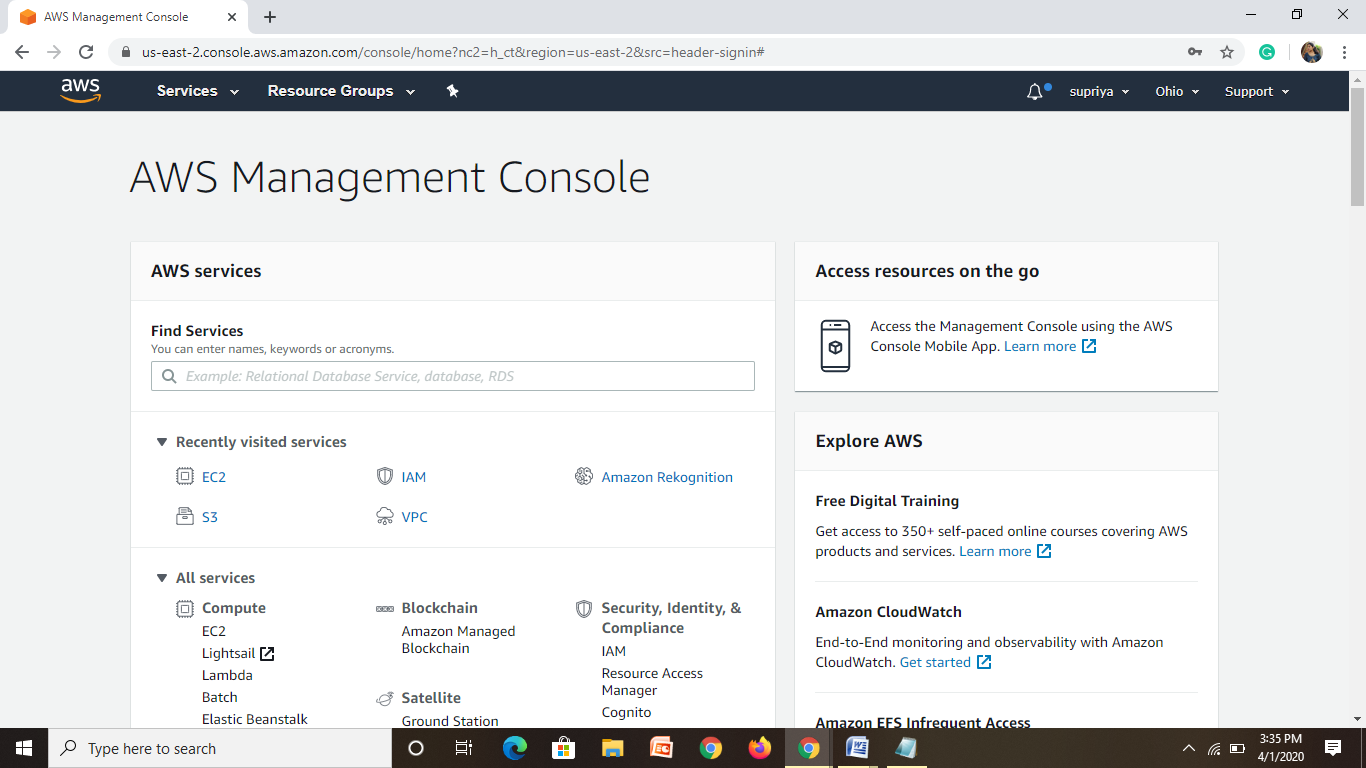 AWS Management Console
us-east-2.console.aws.amazon.com/console/home?nc2=h_ct&region=us-east-2&src=header-signin#
aws Services Resource Groups supriya Ohio Support
AWS Management Console
AWS services
Find Services
You can enter names, keywords or acronyms.
Example: Relational Database Service, database, RDS
Recently visited services
EC2 IAM Amazon Rekognition
S3 VPC
All services
Compute
EC2
Lightsail
Lambda
Batch
Elastic Beanstalk
Blockchain
Amazon Managed
Blockchain
Satellite
Ground Station
Security, Identity, &
Compliance
IAM
Resource Access
Manager
Cognito
Access resources on the go
Access the Management Console using the AWS
Console Mobile App. Learn more
Explore AWS
Free Digital Training
Get access to 350+ self-paced online courses covering AWS
products and services. Learn more
Amazon CloudWatch
End-to-End monitoring and observability with Amazon
CloudWatch. Get started
Amazon EFS Infrequent Access
Type here to search
3:35 PM
4/1/2020